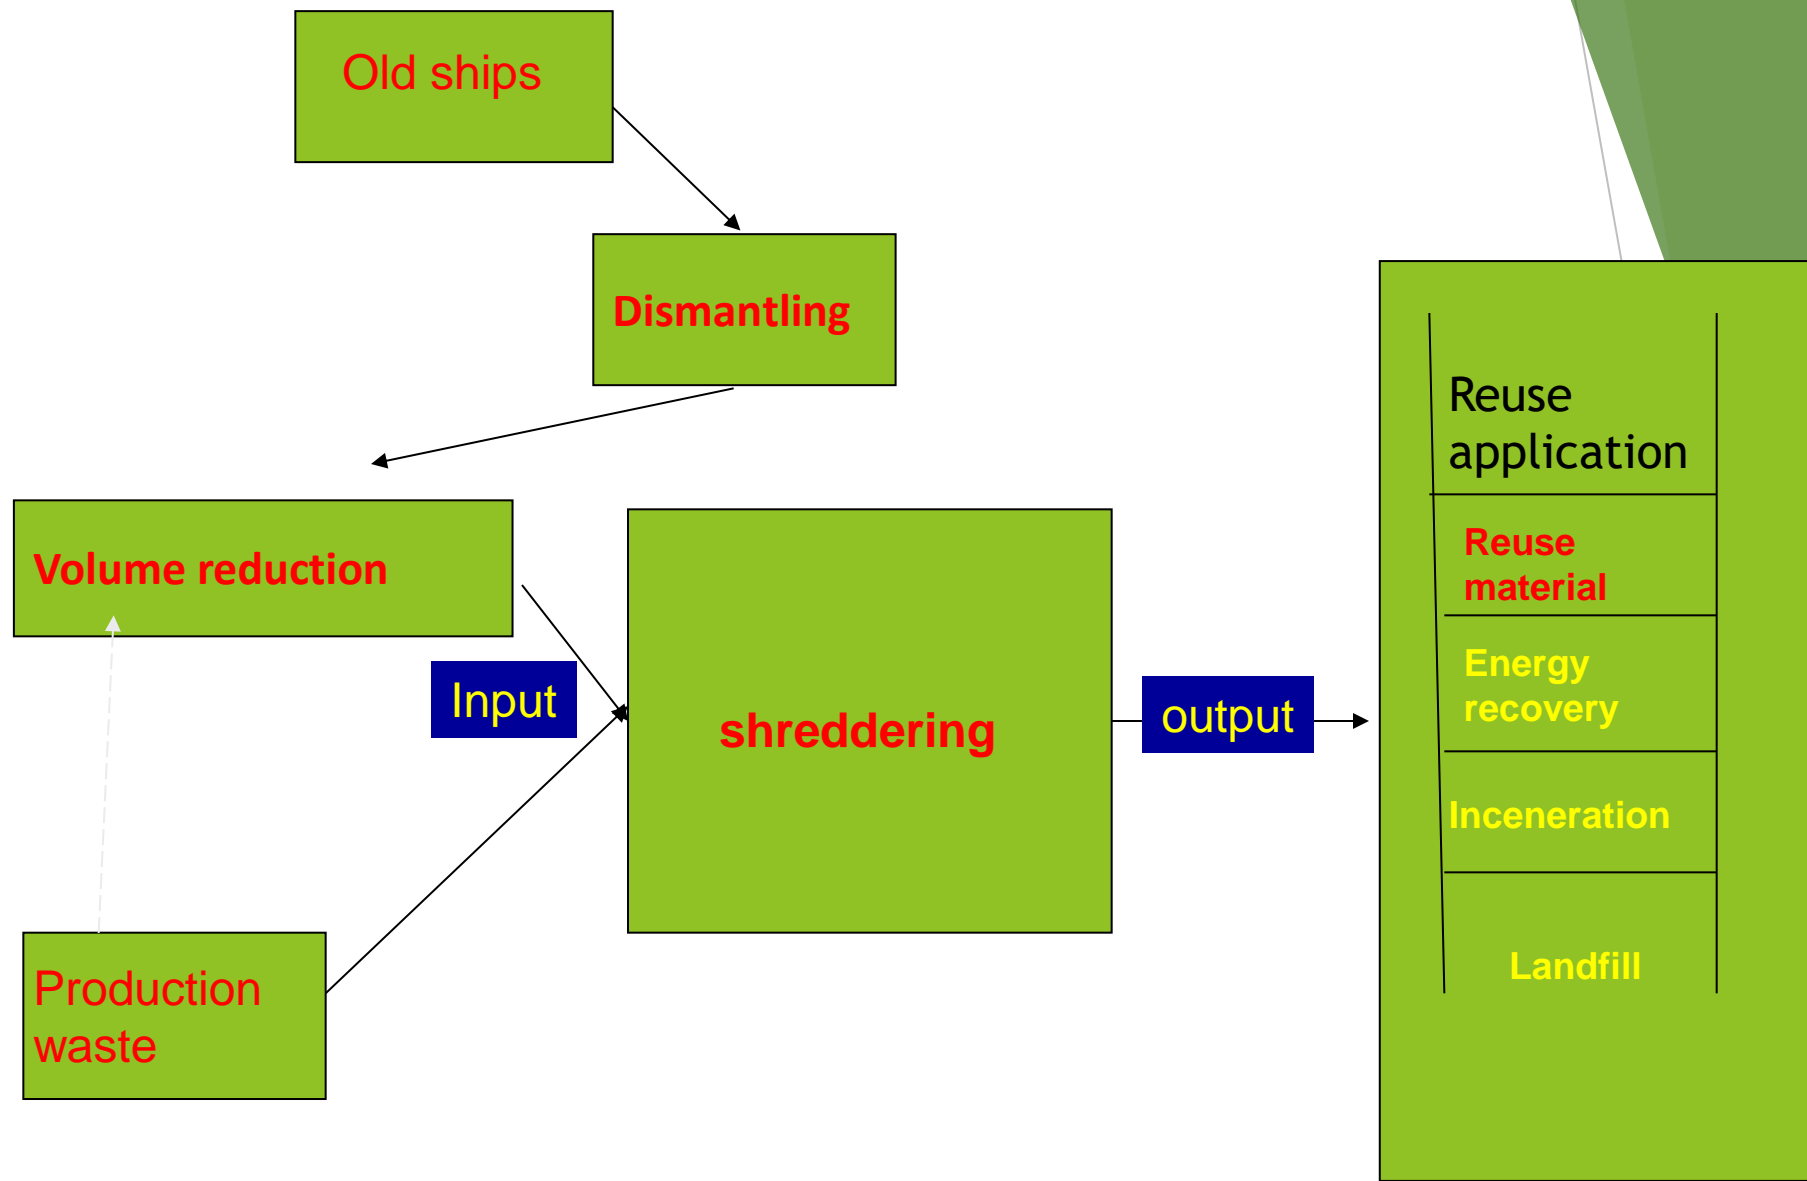 Old ships
Dismantling
Volume reduction
Input
Production
waste
shreddering
output
Reuse
application
Reuse
material
Energy
recovery
Inceneration
Landfill